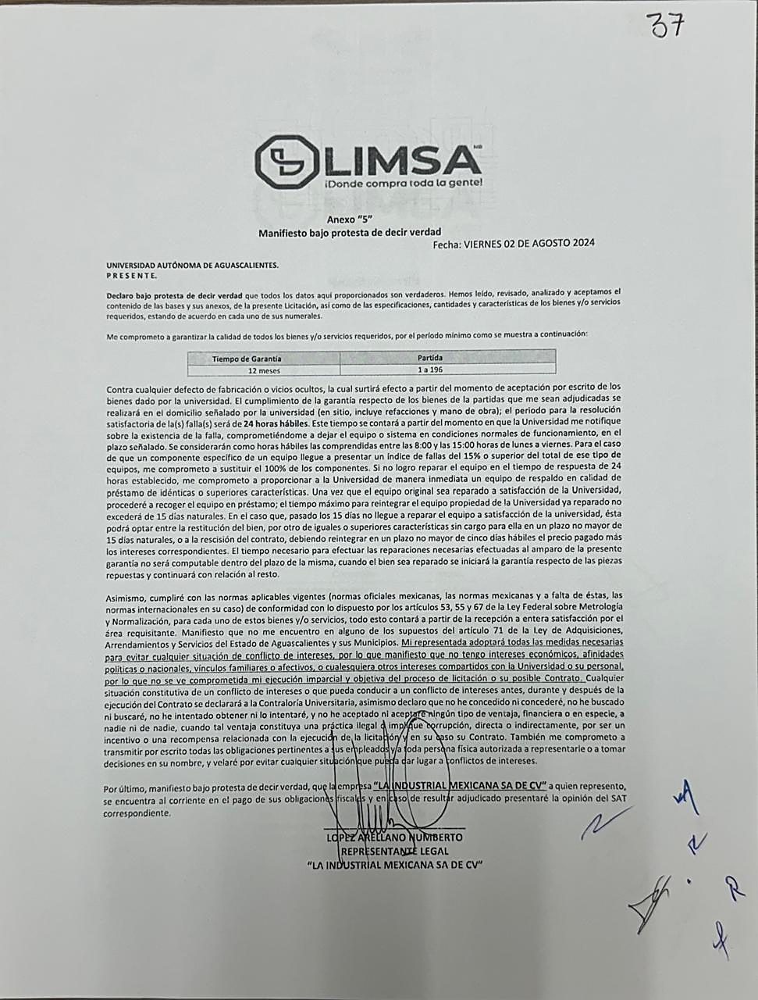 37
LIMSA MR
¡Donde compra toda la gente!
Anexo "5"
Manifiesto bajo protesta de decir verdad
Fecha: VIERNES 02 DE AGOSTO 2024
UNIVERSIDAD AUTÓNOMA DE AGUASCALIENTES.
P R E S E N T E.
Declaro bajo protesta de decir verdad que todos los datos aquí proporcionados son verdaderos. Hemos leído, revisado, analizado y aceptamos el
contenido de las bases y sus anexos, de la presente Licitación, así como de las especificaciones, cantidades y características de los bienes y/o servicios
requeridos, estando de acuerdo en cada uno de sus numerales.
Me comprometo a garantizar la calidad de todos los bienes y/o servicios requeridos, por el período mínimo como se muestra a continuación:
Tiempo de Garantía Partida
12 meses 1 a 196
Contra cualquier defecto de fabricación o vicios ocultos, la cual surtirá efecto a partir del momento de aceptación por escrito de los
bienes dado por la universidad. El cumplimiento de la garantía respecto de los bienes de la partidas que me sean adjudicadas se
realizará en el domicilio señalado por la universidad (en sitio, incluye refacciones y mano de obra); el periodo para la resolución
satisfactoria de la(s) falla(s) será de 24 horas hábiles. Este tiempo se contará a partir del momento en que la Universidad me notifique
sobre la existencia de la falla, comprometiéndome a dejar el equipo o sistema en condiciones normales de funcionamiento, en el
plazo señalado. Se considerarán como horas hábiles las comprendidas entre las 8:00 y las 15:00 horas de lunes a viernes. Para el caso
de que un componente específico de un equipo llegue a presentar un índice de fallas del 15% o superior del total de ese tipo de
equipos, me comprometo a sustituir el 100% de los componentes. Si no logro reparar el equipo en el tiempo de respuesta de 24
horas establecido, me comprometo a proporcionar a la Universidad de manera inmediata un equipo de respaldo en calidad de
préstamo de idénticas o superiores características. Una vez que el equipo original sea reparado a satisfacción de la Universidad,
procederé a recoger el equipo en préstamo; el tiempo máximo para reintegrar el equipo propiedad de la Universidad ya reparado no
excederá de 15 días naturales. En el caso que, pasado los 15 días no llegue a reparar el equipo a satisfacción de la universidad, ésta
podrá optar entre la restitución del bien, por otro de iguales o superiores características sin cargo para ella en un plazo no mayor de
15 días naturales, o a la rescisión del contrato, debiendo reintegrar en un plazo no mayor de cinco días hábiles el precio pagado más
los intereses correspondientes. El tiempo necesario para efectuar las reparaciones necesarias efectuadas al amparo de la presente
garantía no será computable dentro del plazo de la misma, cuando el bien sea reparado se iniciará la garantía respecto de las piezas
repuestas y continuará con relación al resto.
Asimismo, cumpliré con las normas aplicables vigentes (normas oficiales mexicanas, las normas mexicanas y a falta de éstas, las
normas internacionales en su caso) de conformidad con lo dispuesto por los artículos 53, 55 y 67 de la Ley Federal sobre Metrología
y Normalización, para cada uno de estos bienes y/o servicios, todo esto contará a partir de la recepción a entera satisfacción por el
área requisitante. Manifiesto que no me encuentro en alguno de los supuestos del artículo 71 de la Ley de Adquisiciones,
Arrendamientos y Servicios del Estado de Aguascalientes y sus Municipios. Mi representada adoptará todas las medidas necesarias
para evitar cualquier situación de conflicto de intereses, por lo que manifiesto que no tengo intereses económicos, afinidades
políticas o nacionales, vínculos familiares o afectivos, o cualesquiera otros intereses compartidos con la Universidad o su personal,
por lo que no se ve comprometida mi ejecución imparcial y objetiva del proceso de licitación o su posible Contrato. Cualquier
situación constitutiva de un conflicto de intereses o que pueda conducir a un conflicto de intereses antes, durante y después de la
ejecución del Contrato se declarará a la Contraloría Universitaria, asimismo declaro que no he concedido ni concederé, no he buscado
ni buscaré, no he intentado obtener ni lo intentaré, y no he aceptado ni aceptaré ningún tipo de ventaja, financiera o en especie, a
nadie ni de nadie, cuando tal ventaja constituya una práctica ilegal o implique corrupción, directa o indirectamente, por ser un
incentivo o una recompensa relacionada con la ejecución de la licitación y en su caso su Contrato. También me comprometo a
transmitir por escrito todas las obligaciones pertinentes a sus empleados y a toda persona física autorizada a representarle o a tomar
decisiones en su nombre, y velaré por evitar cualquier situación que pueda dar lugar a conflictos de intereses.
Por último, manifiesto bajo protesta de decir verdad, que la empresa "LA INDUSTRIAL MEXICANA SA DE CV" a quien represento,
se encuentra al corriente en el pago de sus obligaciones fiscales y en caso de resultar adjudicado presentaré la opinión del SAT
correspondiente.
LOPEZ ARELLANO HUMBERTO
REPRESENTANTE LEGAL
"LA INDUSTRIAL MEXICANA SA DE CV"